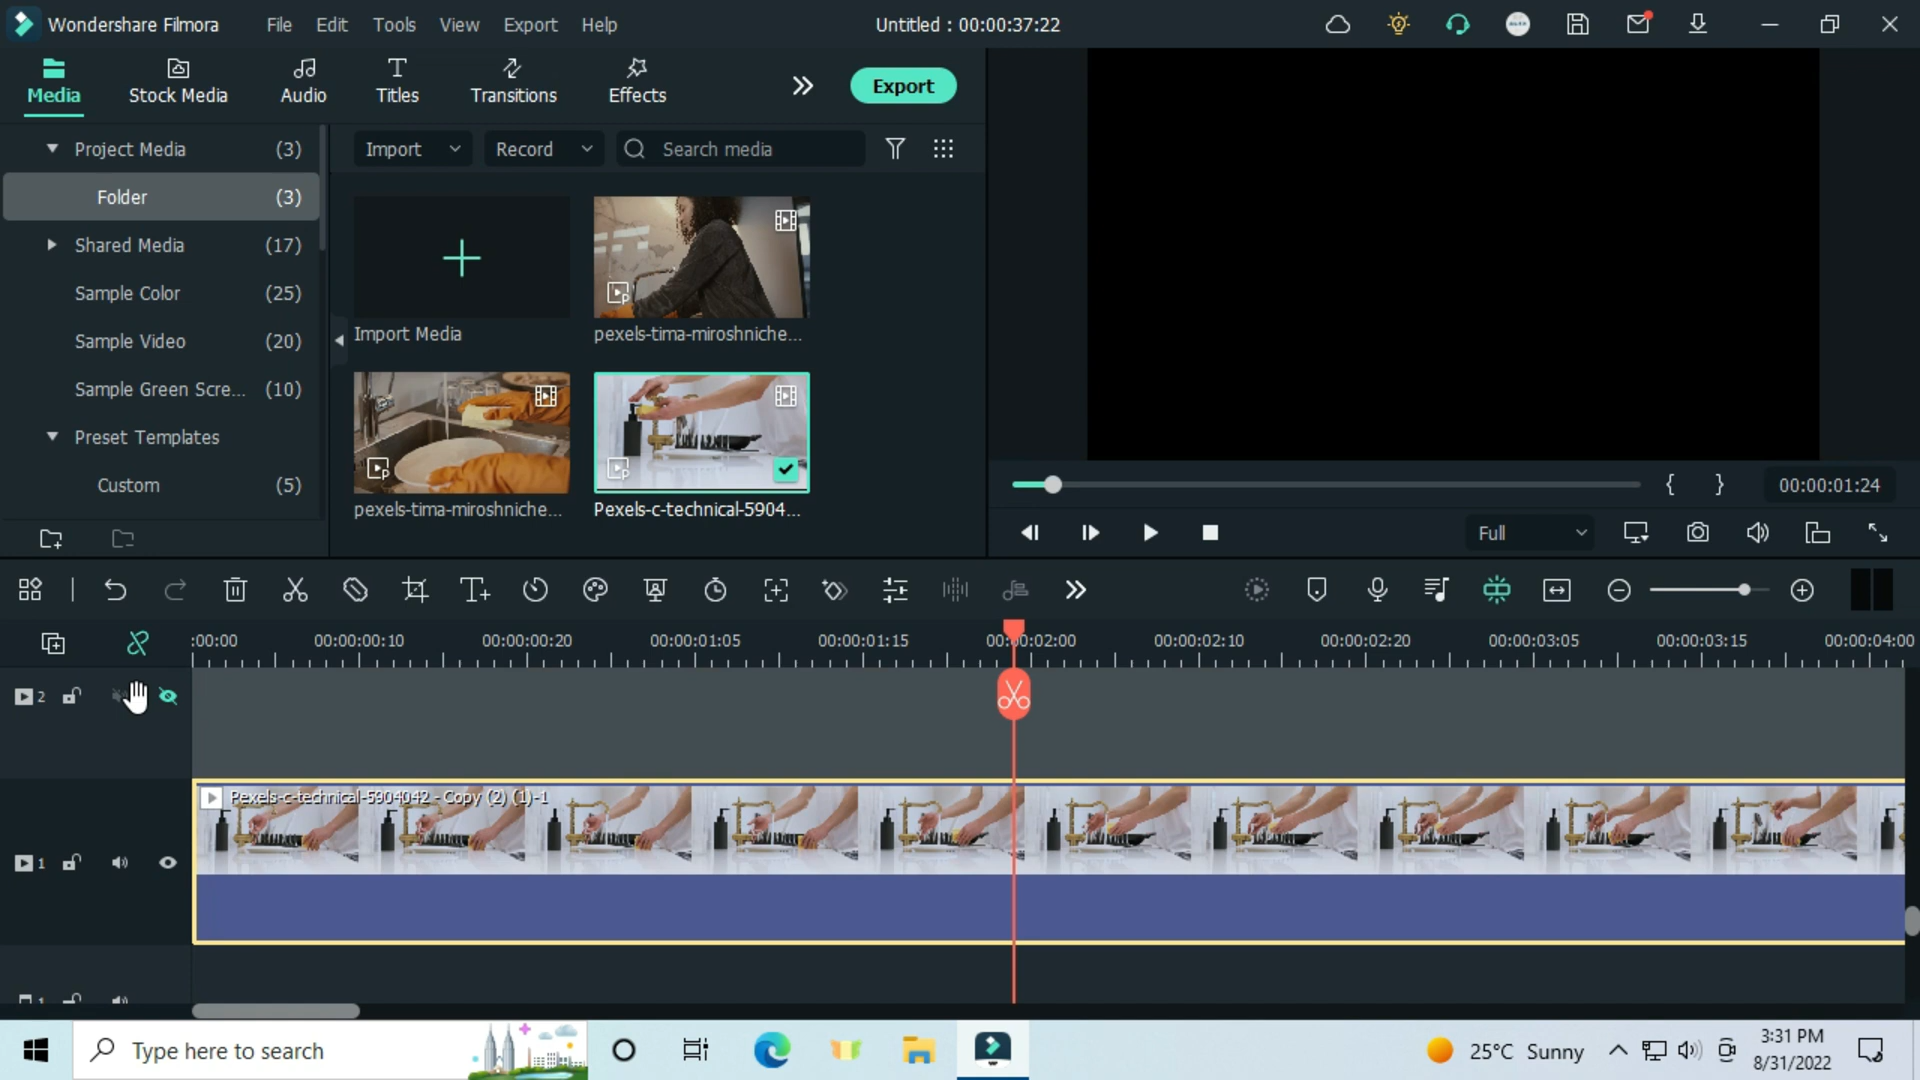 Wondershare Filmora File Edit Tools View Export Help Untitled : 00:00:37:22
Media Stock Media Audio Titles Transitions Effects Export
Project Media (3) Import Record Search media
Folder (3)
Shared Media (17)
Sample Color (25)
Import Media pexels-tima-miroshniche...
Sample Video (20)
Sample Green Scre... (10)
Preset Templates
Custom (5) 00:00:01:24
pexels-tima-miroshniche... Pexels-c-technical-5904...
Full
:00:00 00:00:00:10 00:00:00:20 00:00:01:05 00:00:01:15 00:00:02:00 00:00:02:10 00:00:02:20 00:00:03:05 00:00:03:15 00:00:04:00
2
Pexels-c-technical-5904042 - Copy (2) (1)-1
1
1
Type here to search 25°C Sunny 3:31 PM
8/31/2022